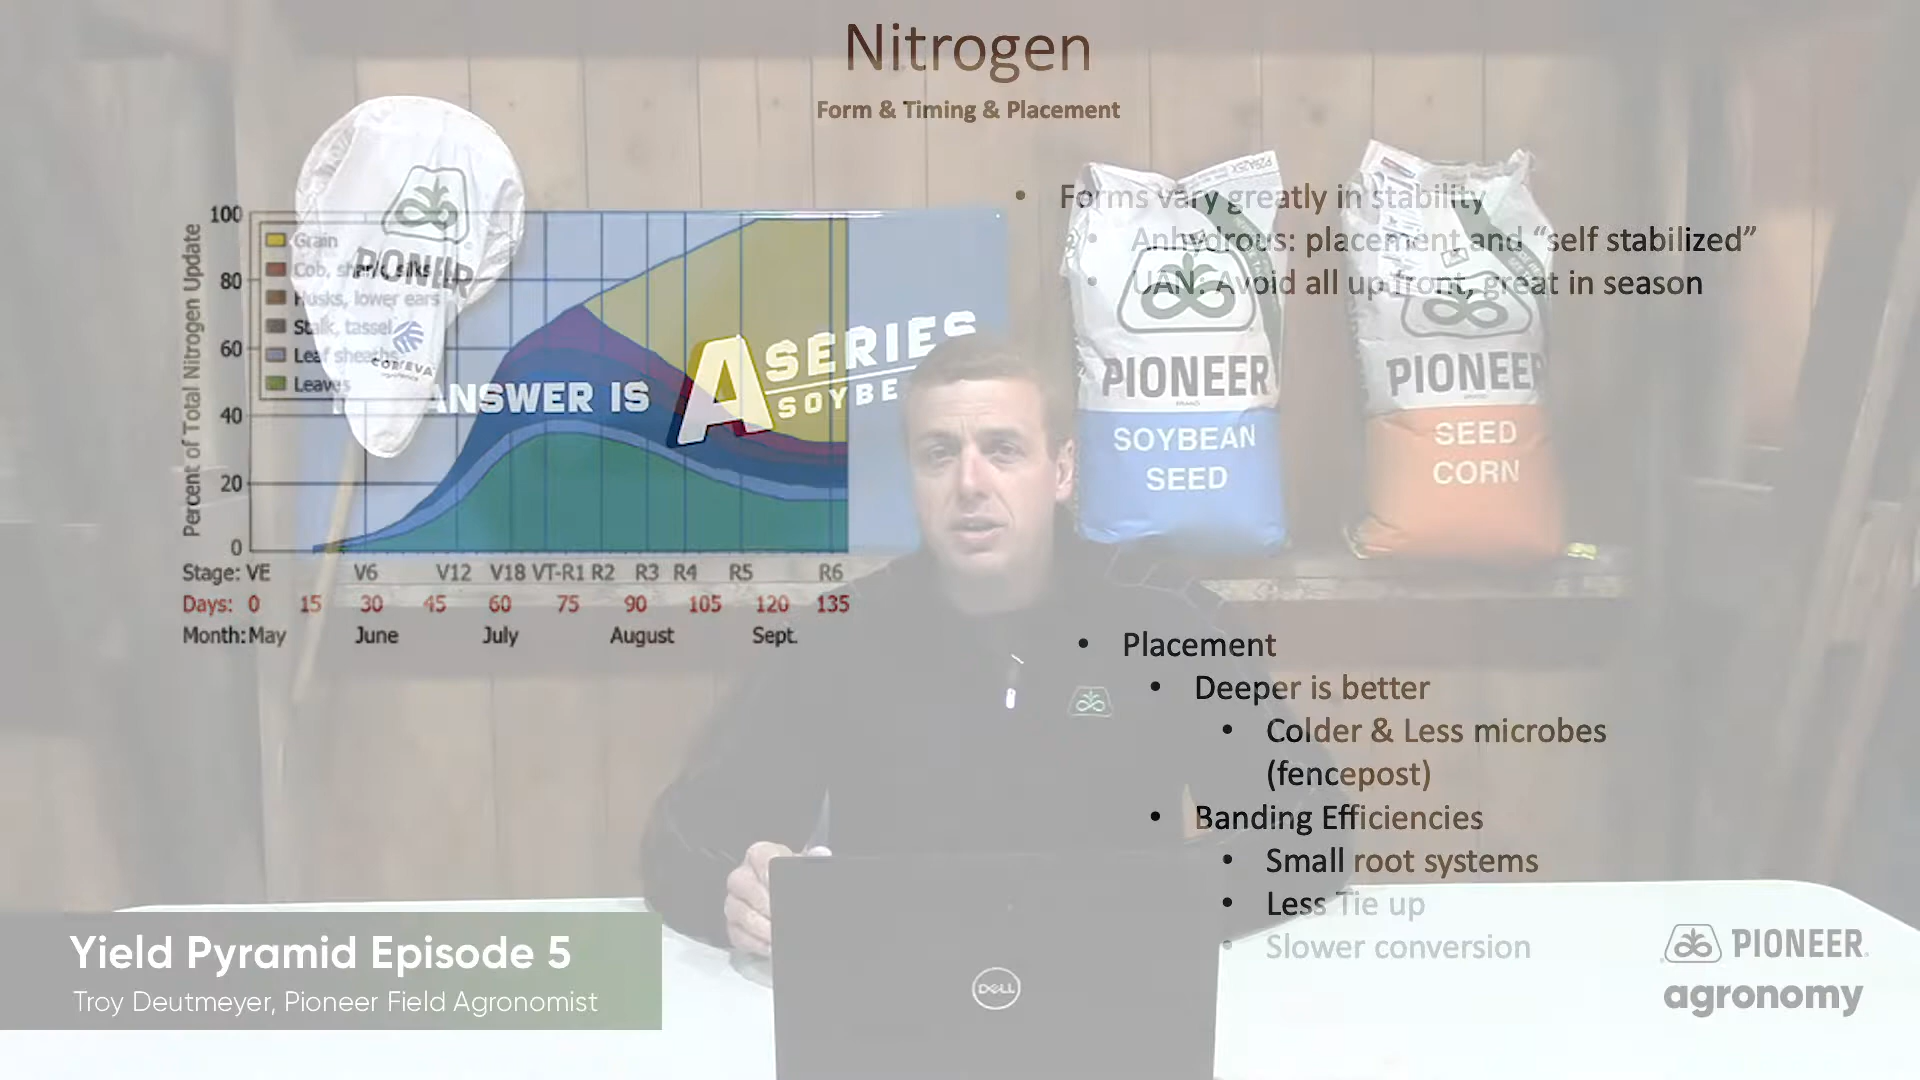 Nitrogen
Form & Timing & Placement
• Forms vary greatly in stability
• Anhydrous: placement and “self stabilized”
• UAN: Avoid all up front, great in season
PIONEER
CORTEVA
agriscience
ANSWER IS
A SERIES
SOYBE
Percent of Total Nitrogen Update
100
80
60
40
20
0
Grain
Cob, shank, silks
Husks, lower ears
Stalk, tassel
Leaf sheaths
Leaves
Stage: VE V6 V12 V18 VT-R1 R2 R3 R4 R5 R6
Days: 0 15 30 45 60 75 90 105 120 135
Month: May June July August Sept.
PIONEER
SOYBEAN
SEED
PIONEER
SEED
CORN
• Placement
• Deeper is better
• Colder & Less microbes
(fencepost)
• Banding Efficiencies
• Small root systems
• Less Tie up
• Slower conversion
DELL
Yield Pyramid Episode 5
Troy Deutmeyer, Pioneer Field Agronomist
PIONEER
agronomy